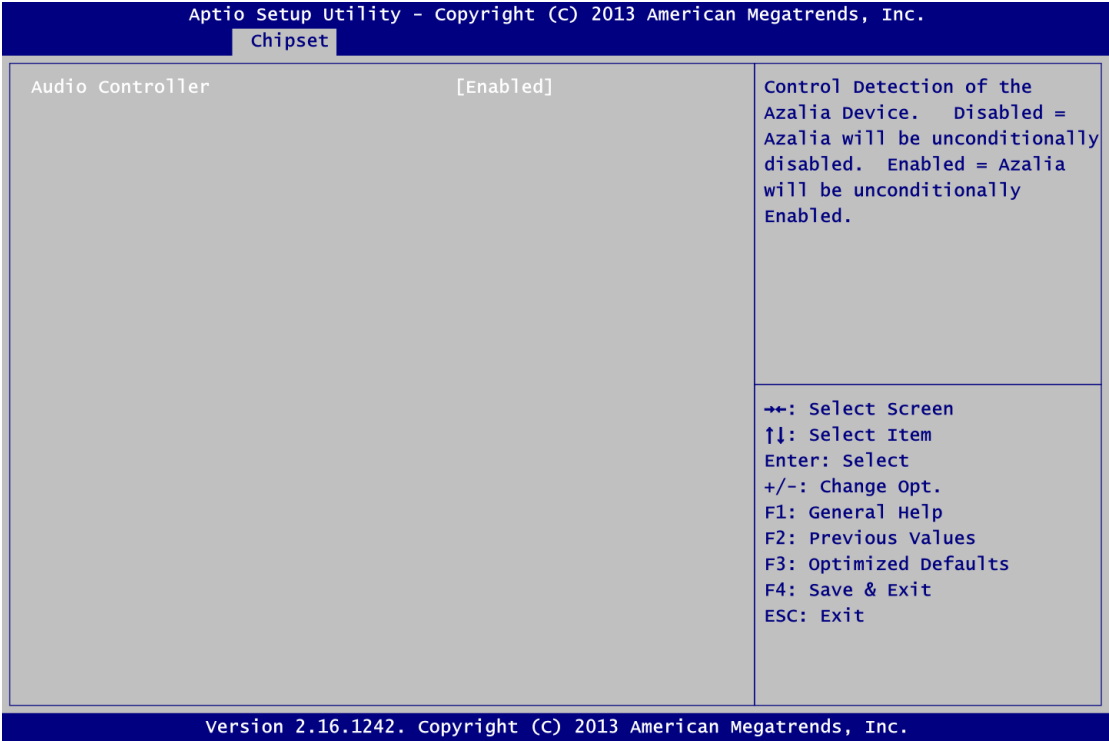 Aptio Setup Utility – Copyright (C) 2013 American Megatrends, Inc.
Chipset
Audio Controller [Enabled]
Control Detection of the
Azalia Device. Disabled =
Azalia will be unconditionally
disabled. Enabled = Azalia
will be unconditionally
Enabled.
→←: Select Screen
↑↓: Select Item
Enter: Select
+/-: Change Opt.
F1: General Help
F2: Previous Values
F3: Optimized Defaults
F4: Save & Exit
ESC: Exit
Version 2.16.1242. Copyright (C) 2013 American Megatrends, Inc.